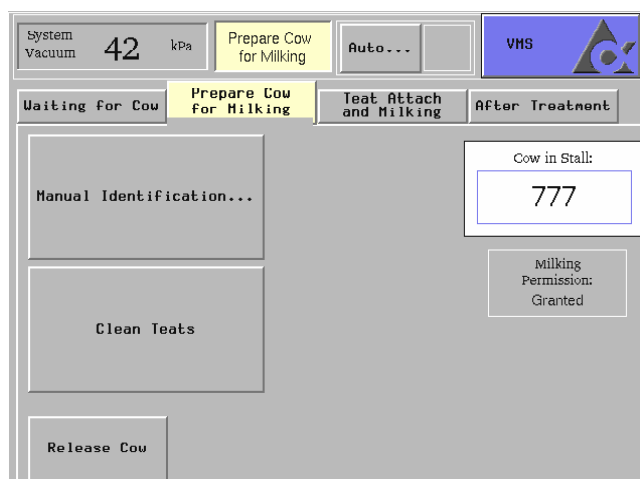 System
Vacuum 42 kPa
Prepare Cow
for Milking
Auto...
VMS
Waiting for Cow
Prepare Cow
for Milking
Teat Attach
and Milking
After Treatment
Manual Identification...
Cow in Stall:
777
Milking
Permission:
Granted
Clean Teats
Release Cow